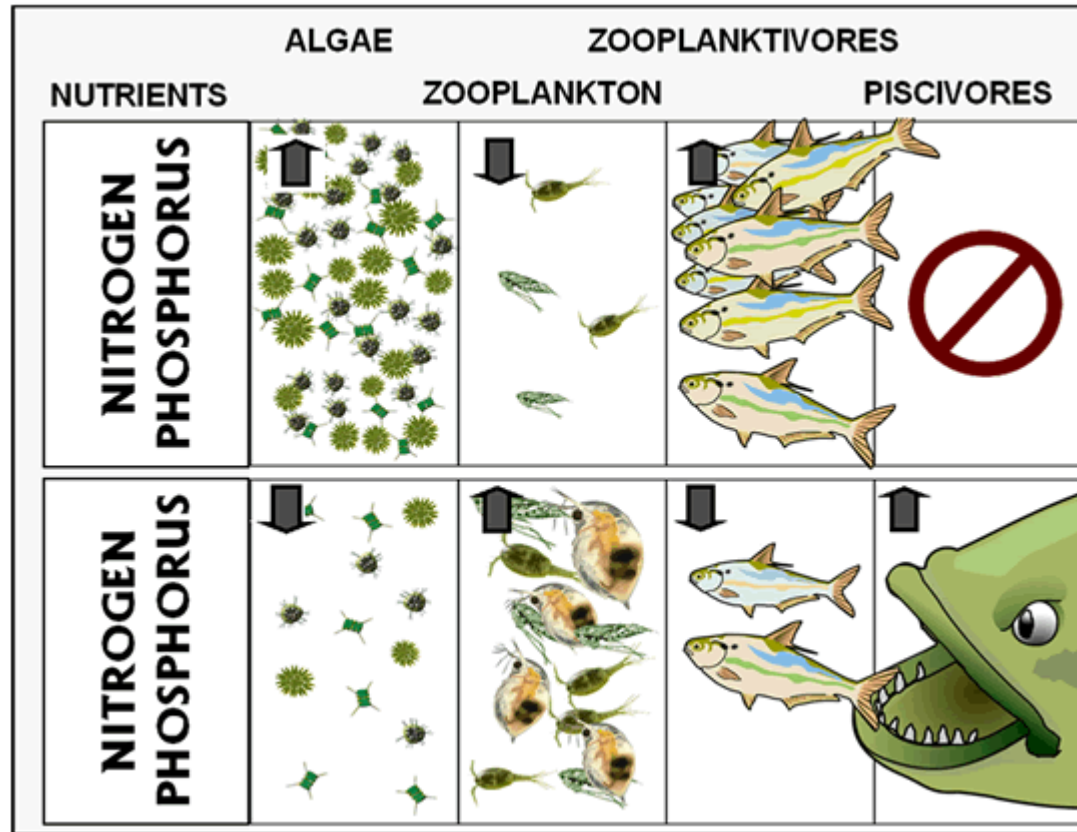 ALGAE ZOOPLANKTIVORES
NUTRIENTS ZOOPLANKTON PISCIVORES
NITROGEN
PHOSPHORUS
NITROGEN
PHOSPHORUS